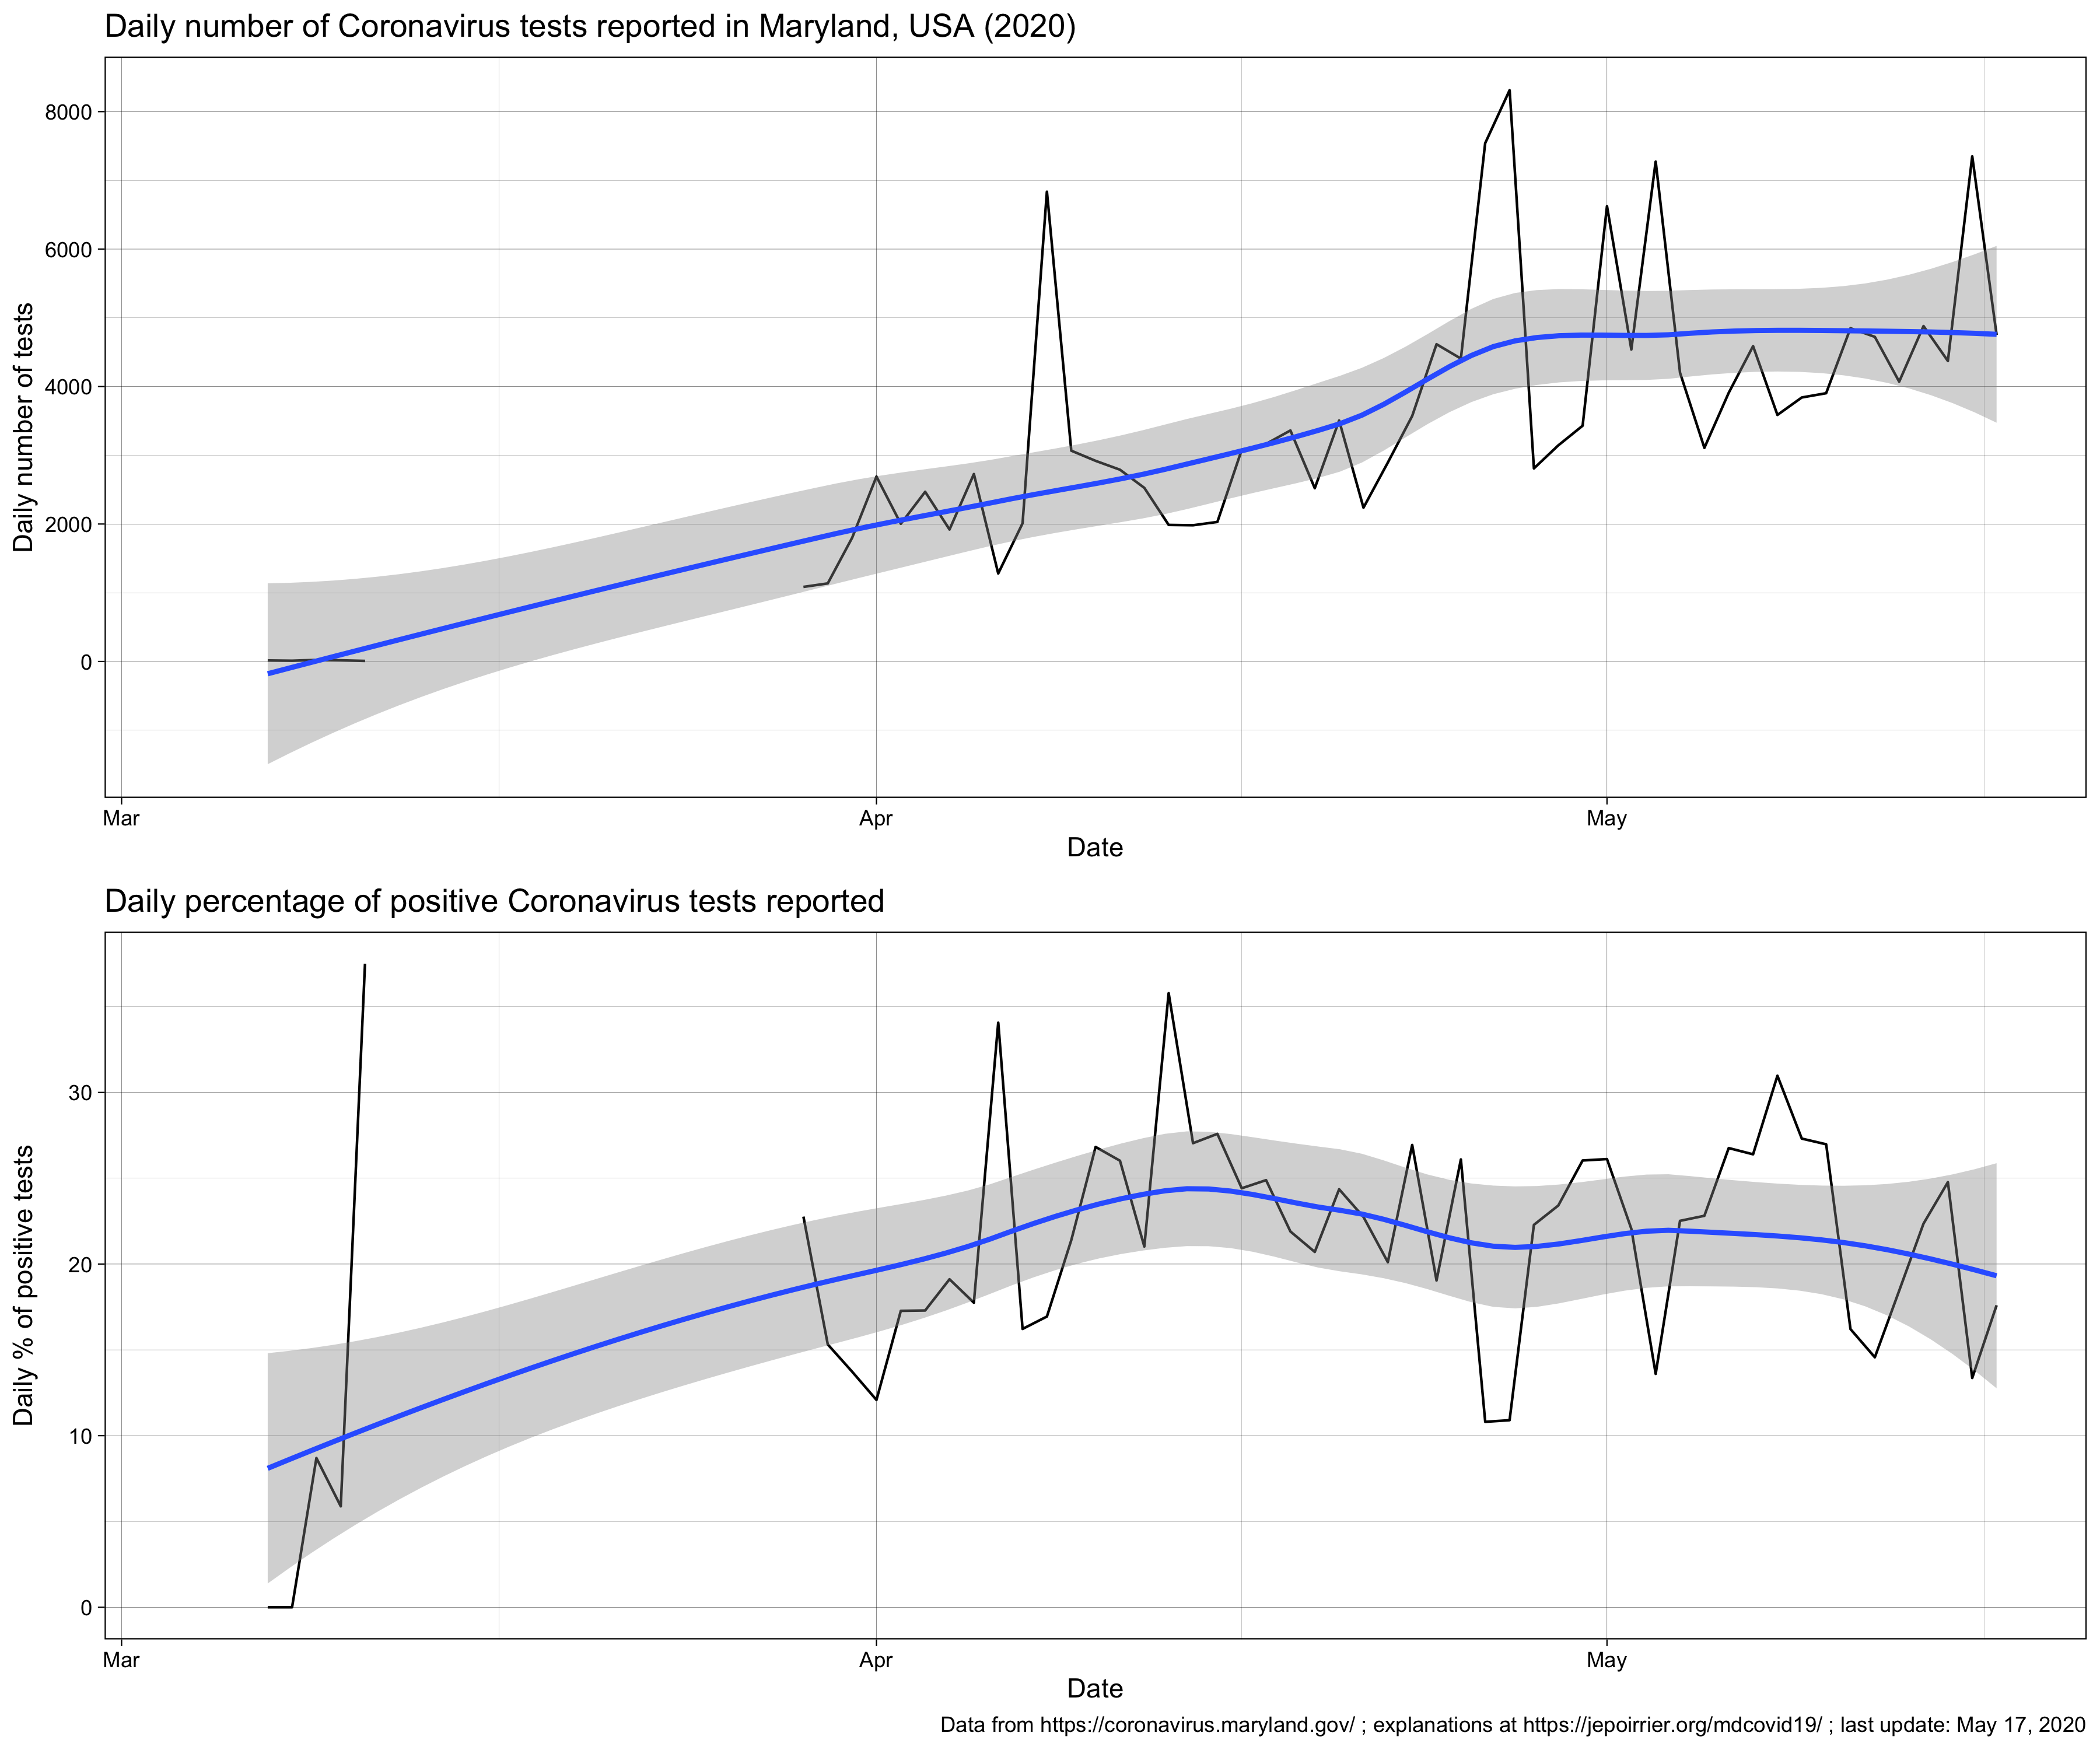 Daily number of Coronavirus tests reported in Maryland, USA (2020)
Daily number of tests
8000
6000
4000
2000
0
Mar Apr May
Date
Daily percentage of positive Coronavirus tests reported
Daily % of positive tests
30
20
10
0
Mar Apr May
Date
Data from https://coronavirus.maryland.gov/ ; explanations at https://jepoirrier.org/mdcovid19/ ; last update: May 17, 2020